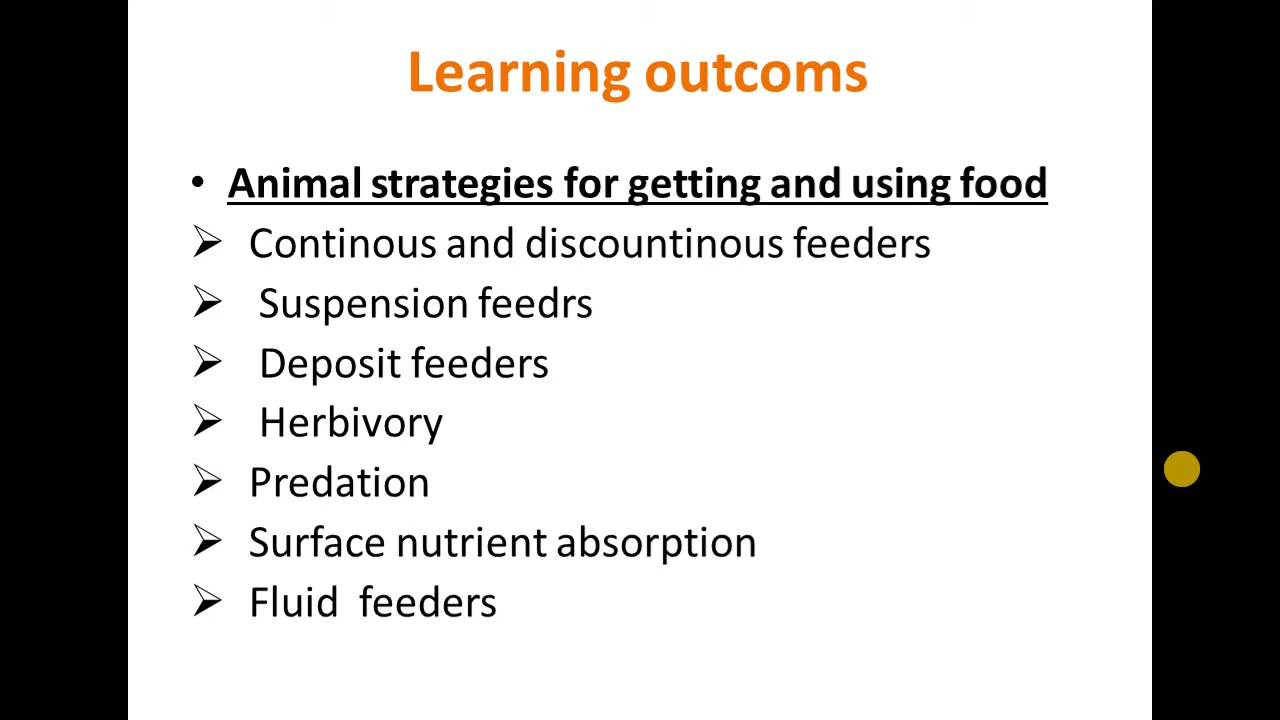 Learning outcoms
• Animal strategies for getting and using food
➢ Continous and discountinous feeders
➢ Suspension feedrs
➢ Deposit feeders
➢ Herbivory
➢ Predation
➢ Surface nutrient absorption
➢ Fluid feeders